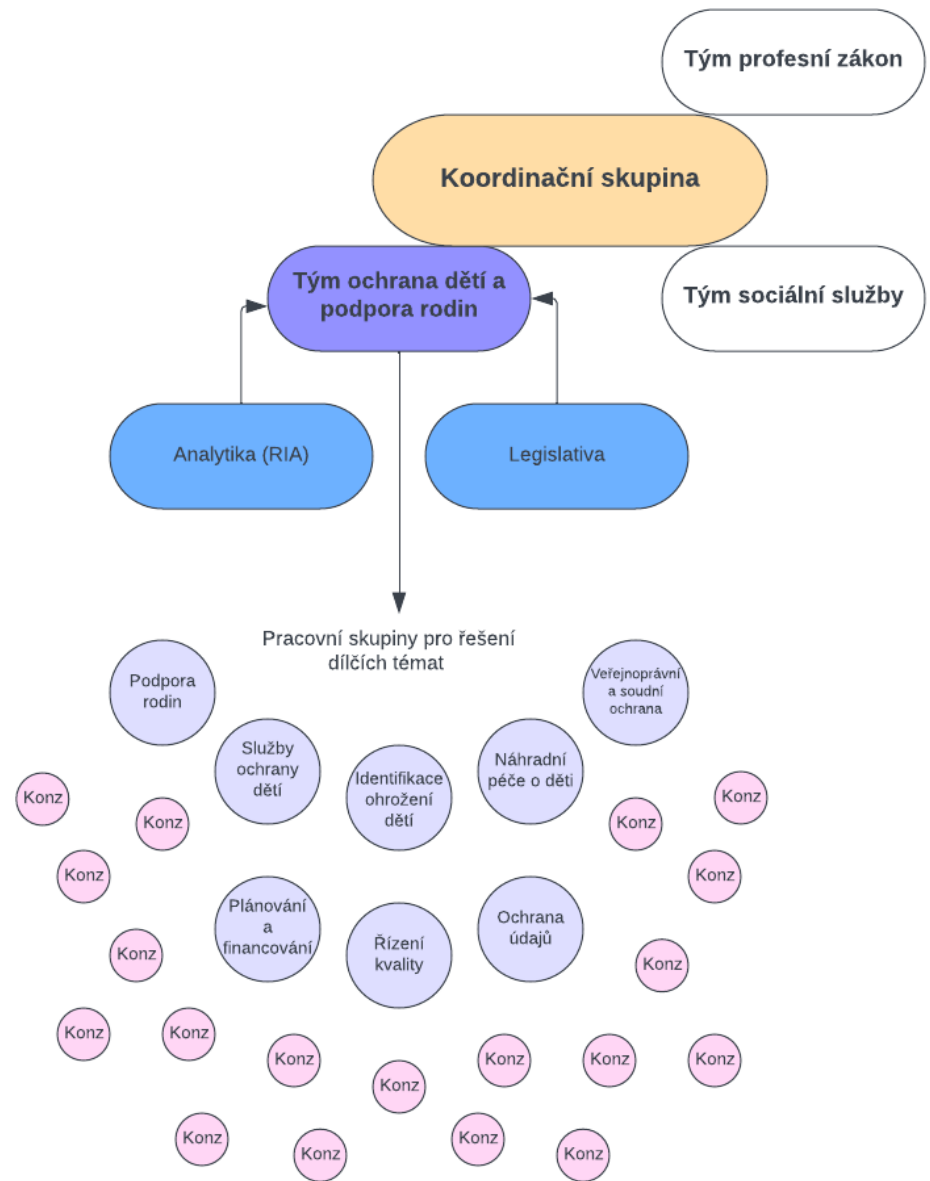 Tým profesní zákon
Koordinační skupina
Tým ochrana dětí a
podpora rodin
Tým sociální služby
Analytika (RIA)
Legislativa
Pracovní skupiny pro řešení
dílčích témat
Podpora
rodin
Veřejnoprávní
a soudní
ochrana
Služby
ochrany
dětí
Identifikace
ohrožení
dětí
Náhradní
péče o děti
Konz
Konz
Konz
Konz
Konz
Konz
Plánování
a
financování
Řízení
kvality
Ochrana
údajů
Konz
Konz
Konz
Konz
Konz
Konz
Konz
Konz
Konz
Konz
Konz
Konz
Konz